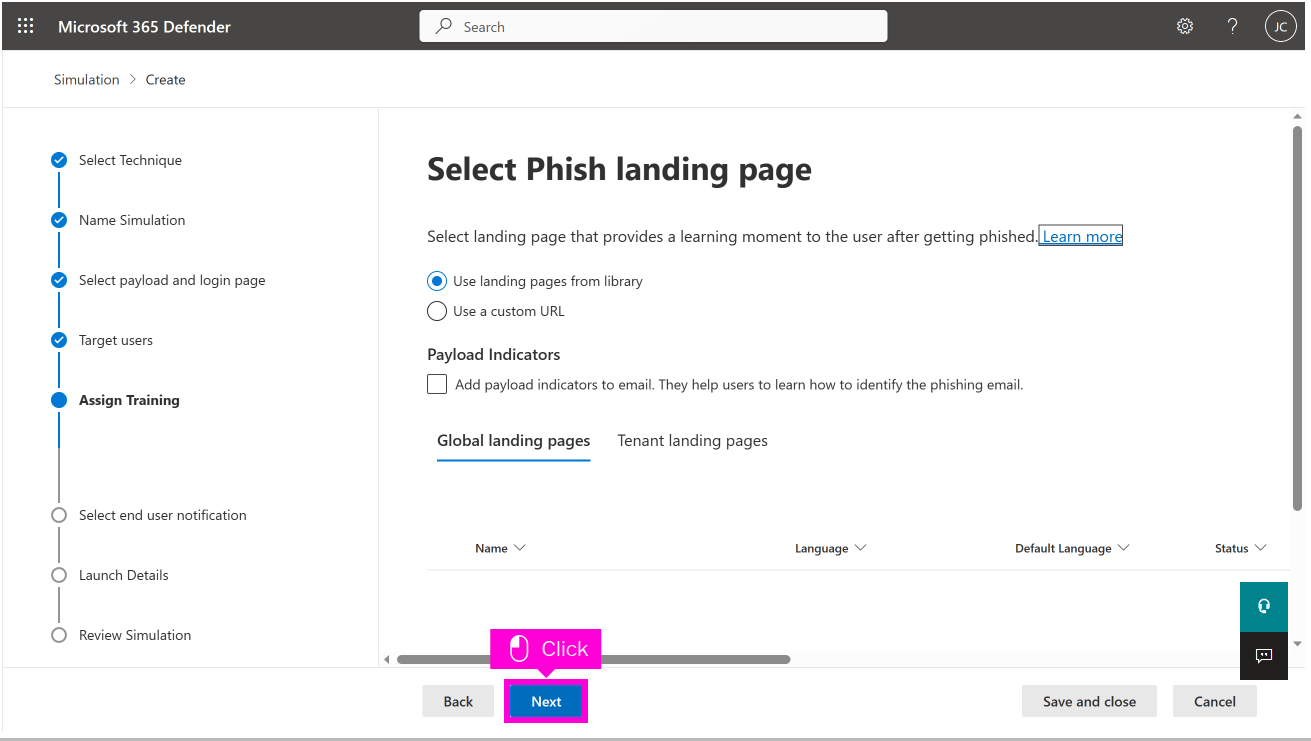 Microsoft 365 Defender
Search
JC
Simulation > Create
Select Technique
Name Simulation
Select payload and login page
Target users
Assign Training
Select end user notification
Launch Details
Review Simulation
Select Phish landing page
Select landing page that provides a learning moment to the user after getting phished. Learn more
Use landing pages from library
Use a custom URL
Payload Indicators
Add payload indicators to email. They help users to learn how to identify the phishing email.
Global landing pages Tenant landing pages
Name Language Default Language Status
Click
Back Next Save and close Cancel